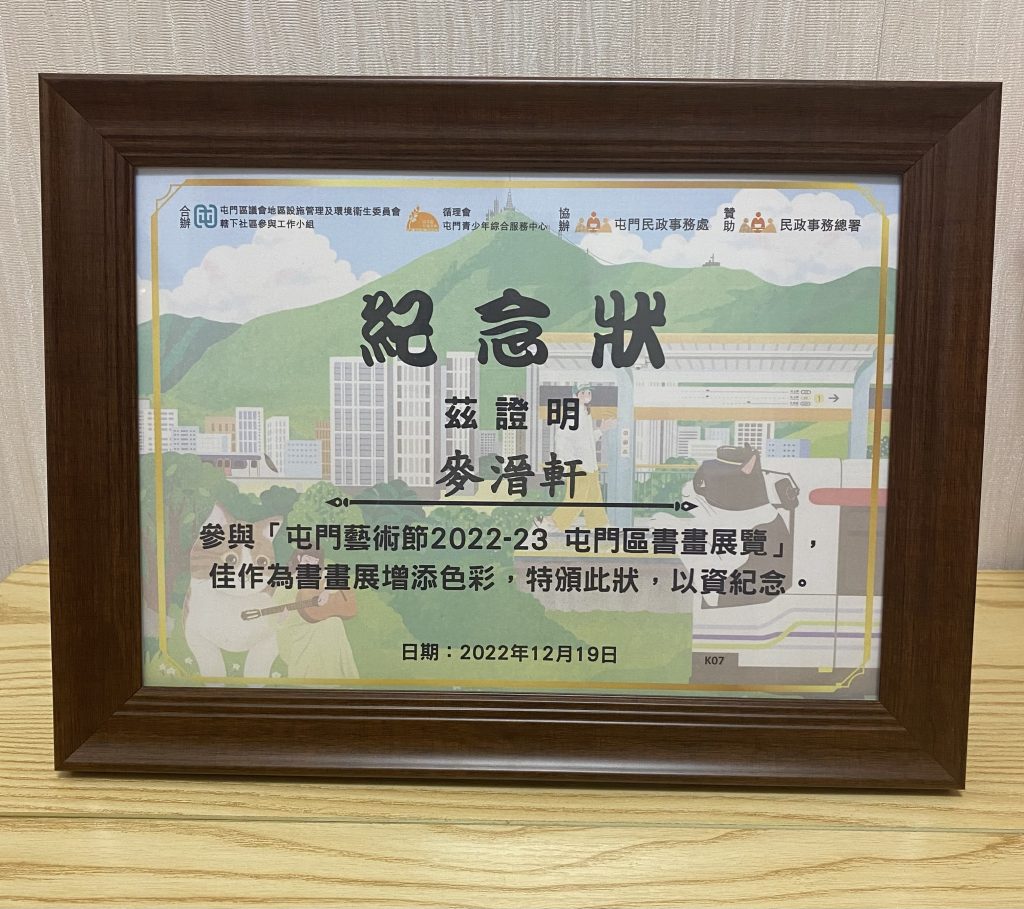 合辦 屯門區議會地區設施管理及環境衞生委員會
轄下社區參與工作小組
循理會
屯門青少年綜合服務中心
協辦 屯門民政事務處
贊助 民政事務總署
紀念狀
茲證明
麥溍軒
參與「屯門藝術節2022-23 屯門區書畫展覽」，
佳作為書畫展增添色彩，特頒此狀，以資紀念。
日期：2022年12月19日
1
K07